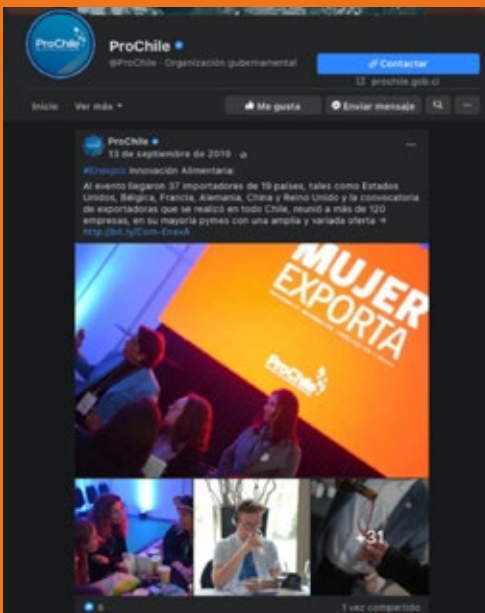 ProChile
ProChile
@ProChile · Organización gubernamental
Contactar
prochile.gob.cl
Inicio
Ver más
Me gusta
Enviar mensaje
ProChile
13 de septiembre de 2019 ·
#Enexpro Innovación Alimentaria:
Al evento llegaron 37 importadores de 19 países, tales como Estados
Unidos, Bélgica, Francia, Alemania, China y Reino Unido y la convocatoria
de exportadoras que se realizó en todo Chile, reunió a más de 120
empresas, en su mayoría pymes con una amplia y variada oferta →
http://bit.ly/Com-EnexA
MUJER
EXPORTA
ProChile
+31
6
1 vez compartido